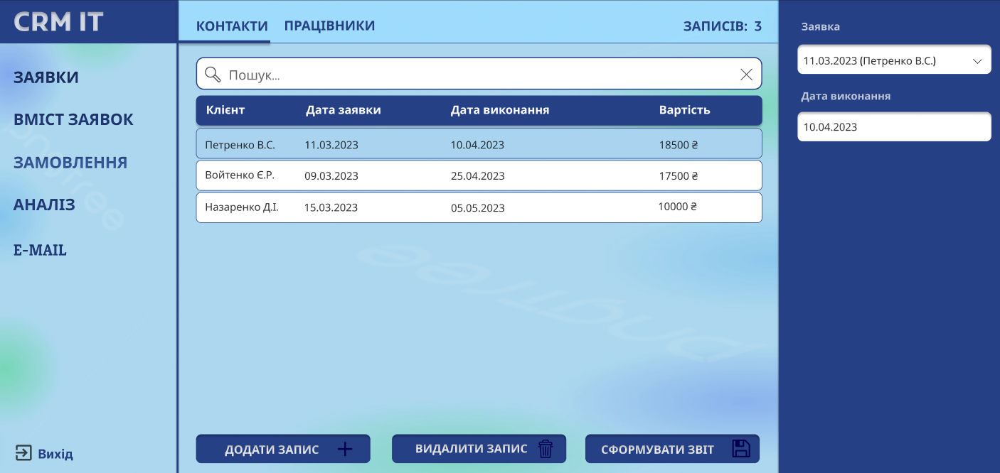 CRM IT
КОНТАКТИ ПРАЦІВНИКИ ЗАПИСІВ: 3
ЗАЯВКИ
ВМІСТ ЗАЯВОК
ЗАМОВЛЕННЯ
АНАЛІЗ
E-MAIL
Вихід
Пошук...
Клієнт Дата заявки Дата виконання Вартість
Петренко В.С. 11.03.2023 10.04.2023 18500 ₴
Войтенко Є.Р. 09.03.2023 25.04.2023 17500 ₴
Назаренко Д.І. 15.03.2023 05.05.2023 10000 ₴
ДОДАТИ ЗАПИС ВИДАЛИТИ ЗАПИС СФОРМУВАТИ ЗВІТ
Заявка
11.03.2023 (Петренко В.С.)
Дата виконання
10.04.2023
pngtree
pngtree